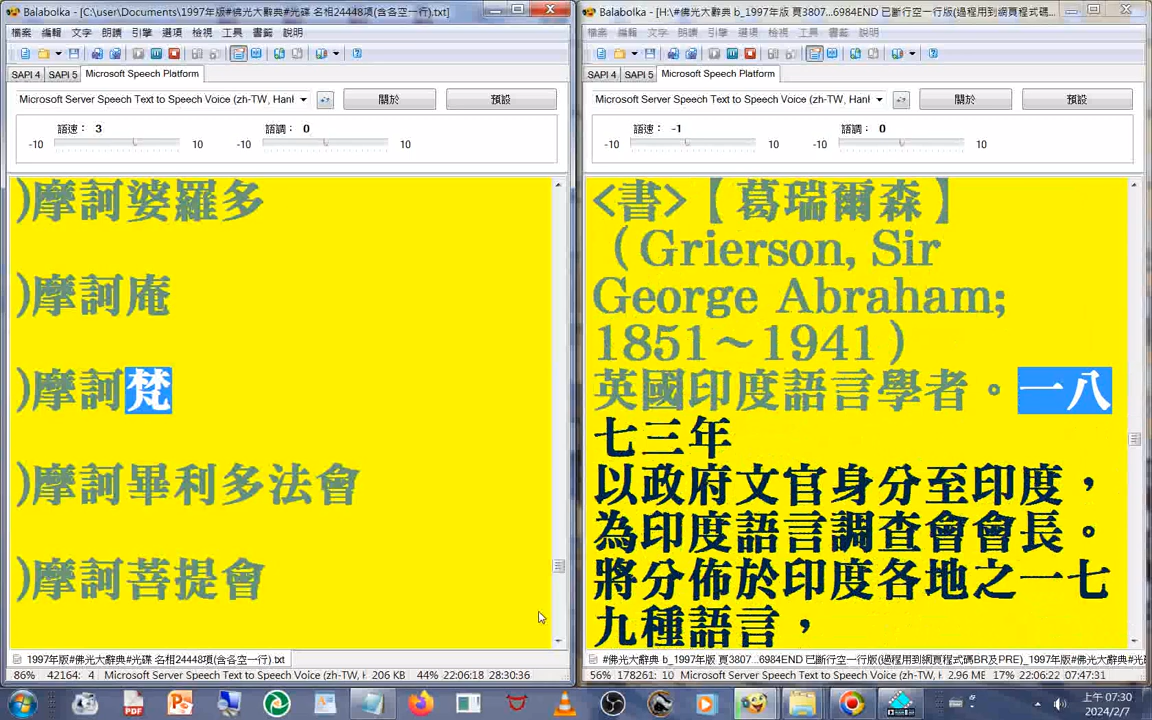 Balabolka - [C:\user\Documents\1997年版#佛光大辭典#光碟 名相24448項(含各空一行).txt]
檔案 編輯 文字 朗讀 引擎 選項 檢視 工具 書籤 說明
SAPI 4 SAPI 5 Microsoft Speech Platform
Microsoft Server Speech Text to Speech Voice (zh-TW, Hanl
關於
預設
語速： 3
語調： 0
-10 10 -10 10
)摩訶婆羅多
)摩訶庵
)摩訶梵
)摩訶畢利多法會
)摩訶菩提會
1997年版#佛光大辭典#光碟 名相24448項(含各空一行).txt
86% 42164: 4 Microsoft Server Speech Text to Speech Voice (zh-TW, H 206 KB 44% 22:06:18 28:30:36
Balabolka - [H:\#佛光大辭典 b_1997年版 頁3807...6984END 已斷行空一行版(過程用到網頁程式碼...
檔案 編輯 文字 朗讀 引擎 選項 檢視 工具 書籤 說明
SAPI 4 SAPI 5 Microsoft Speech Platform
Microsoft Server Speech Text to Speech Voice (zh-TW, Hanl
關於
預設
語速： -1
語調： 0
-10 10 -10 10
<書>【葛瑞爾森】
（Grierson, Sir
George Abraham;
1851～1941）
英國印度語言學者。一八
七三年
以政府文官身分至印度，
為印度語言調查會會長。
將分佈於印度各地之一七
九種語言，
#佛光大辭典 b_1997年版 頁3807...6984END 已斷行空一行版(過程用到網頁程式碼BR及PRE)_1997年版#光
56% 178261: 10 Microsoft Server Speech Text to Speech Voice (zh-TW, H 2.96 MB 17% 22:06:22 07:47:31
PDF
上午 07:30
2024/2/7